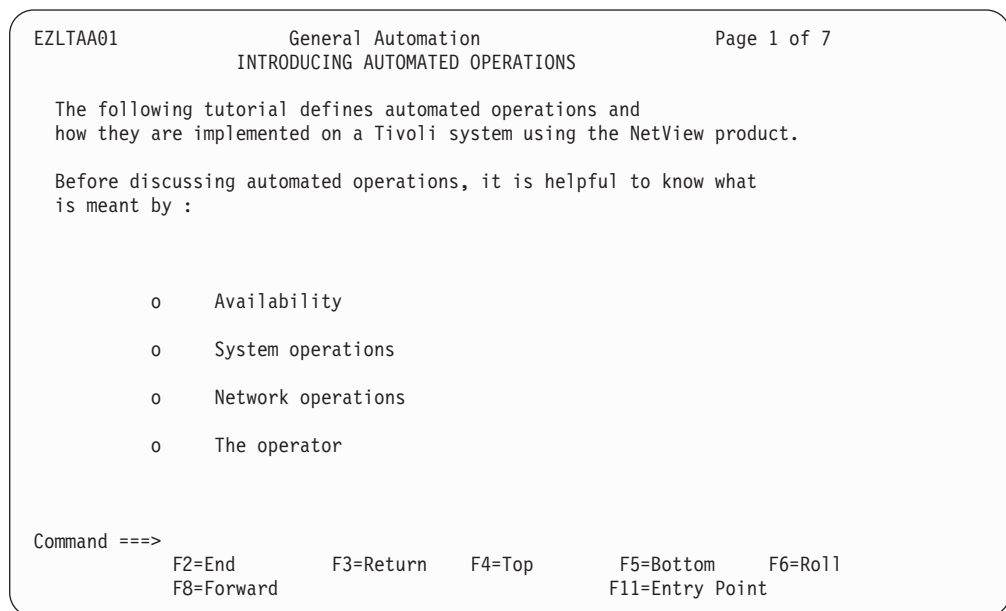 EZLTAA01 General Automation Page 1 of 7
INTRODUCING AUTOMATED OPERATIONS
The following tutorial defines automated operations and
how they are implemented on a Tivoli system using the NetView product.
Before discussing automated operations, it is helpful to know what
is meant by :
o Availability
o System operations
o Network operations
o The operator
Command ===>
F2=End F3=Return F4=Top F5=Bottom F6=Roll
F8=Forward F11=Entry Point